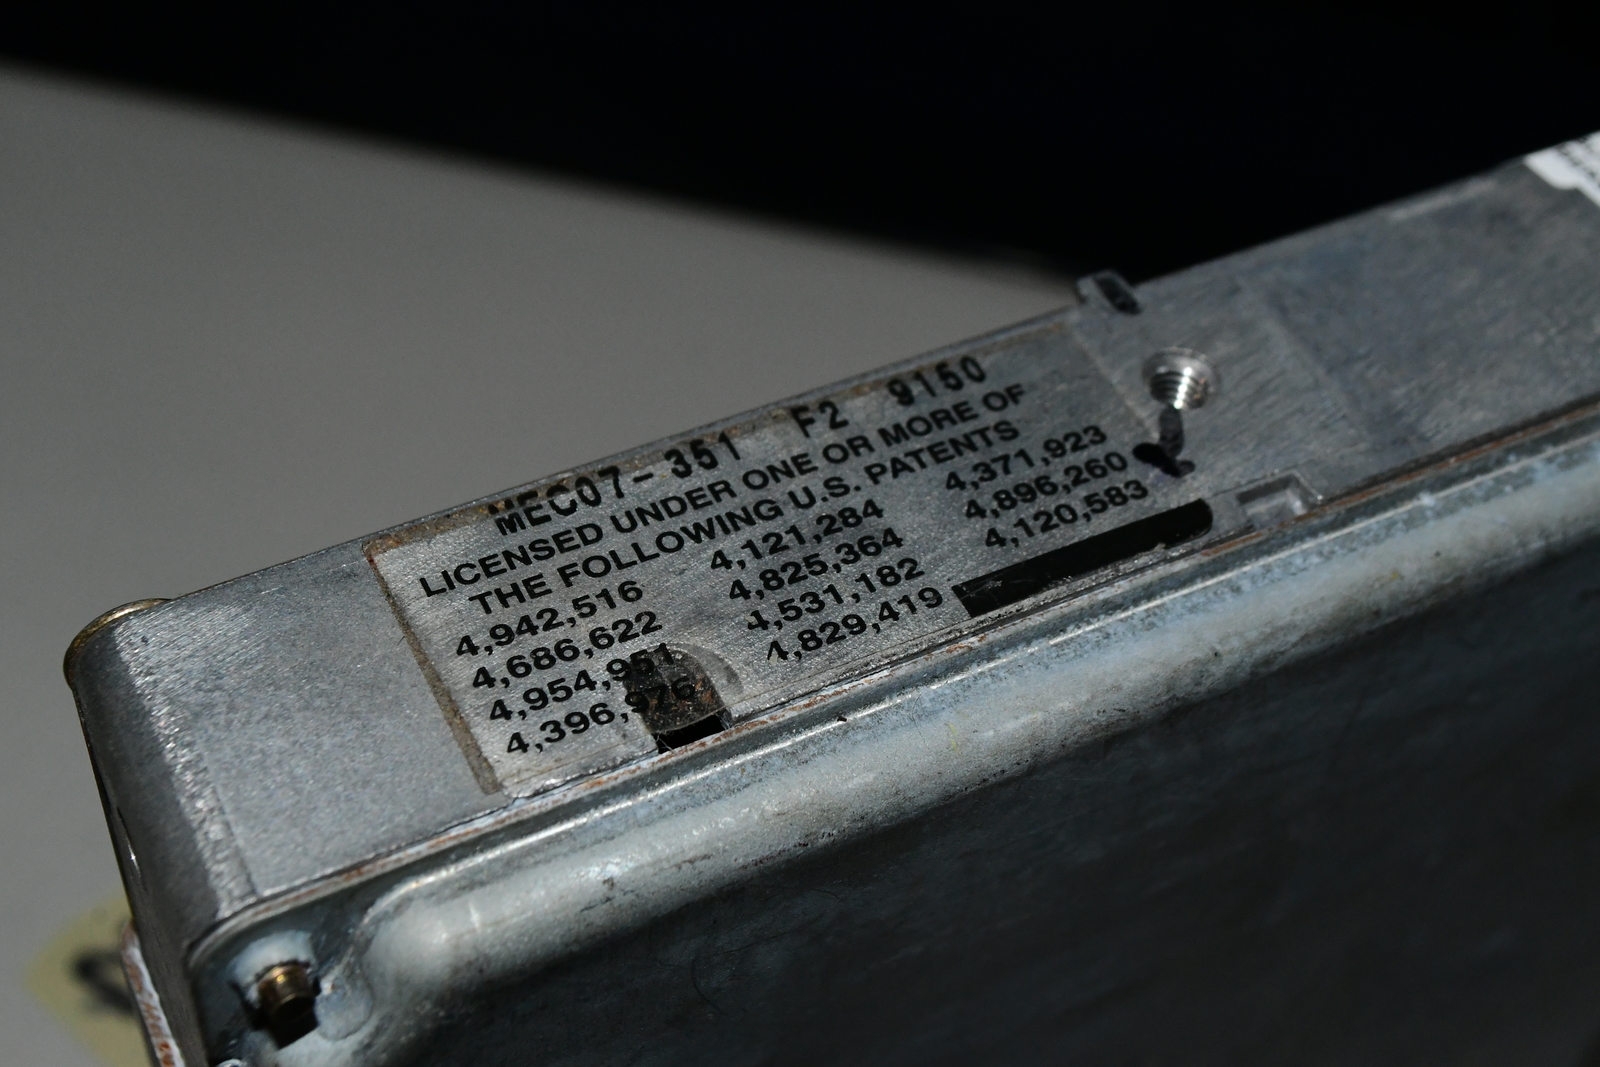 MEC07-351 F2 9150
LICENSED UNDER ONE OR MORE OF
THE FOLLOWING U.S. PATENTS
4,942,516 4,121,284 4,371,923
4,686,622 4,825,364 4,896,260
4,954,951 4,531,182 4,120,583
4,396,976 4,829,419